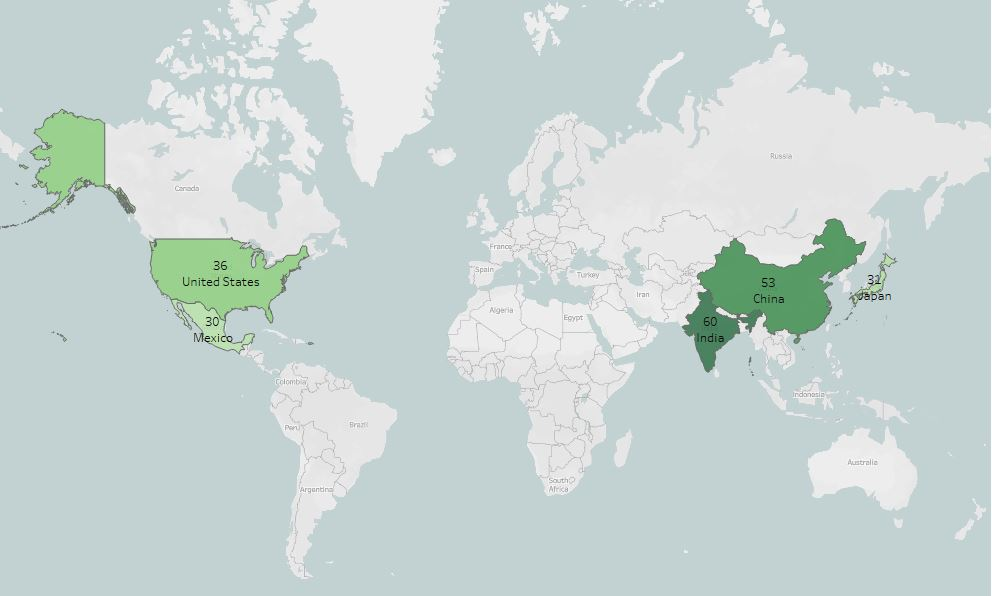 Russia
Canada
36
United States
France
Spain
Turkey
Iran
53
China
31
Japan
30
Mexico
Algeria
Egypt
60
India
Colombia
Peru
Brazil
Indonesia
Argentina
South
Africa
Australia